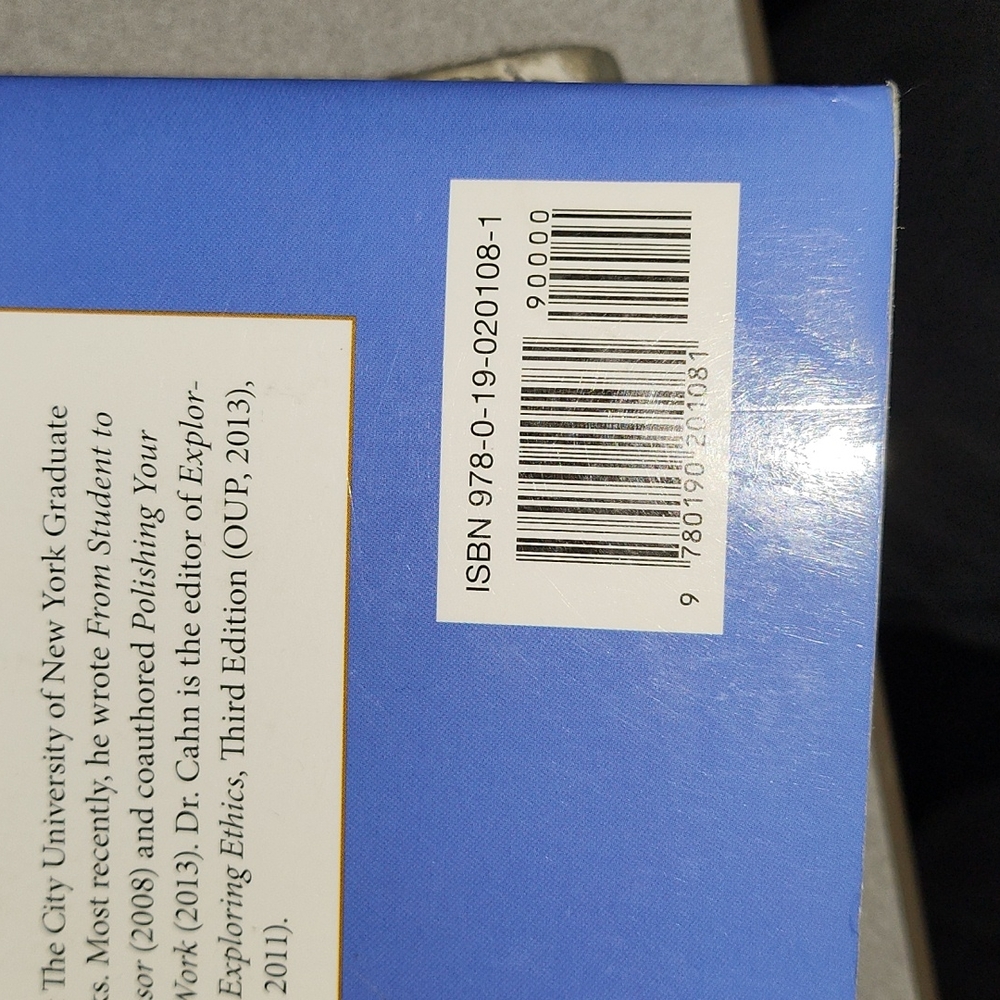 The City University of New York Graduate
ks. Most recently, he wrote From Student to
sor (2008) and coauthored Polishing Your
Work (2013). Dr. Cahn is the editor of Explor-
Exploring Ethics, Third Edition (OUP, 2013),
2011).
ISBN 978-0-19-020108-1
90000
9 780190 201081